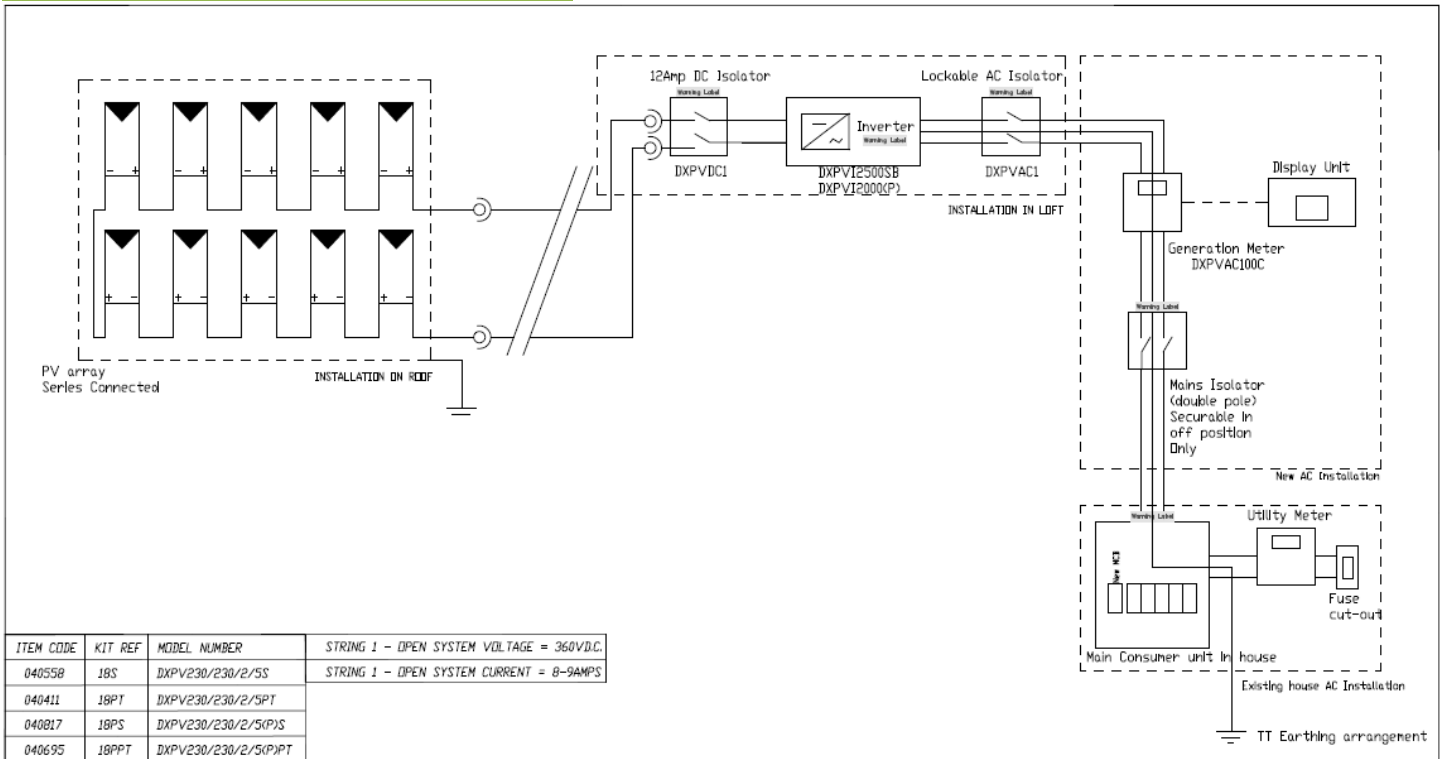 12Amp DC Isolator
Warning Label
DXPVDC1
Inverter
Warning Label
DXPVI2500SB
DXPVI2000(P)
Lockable AC Isolator
Warning Label
DXPVAC1
INSTALLATION IN LOFT
- + - + - + - + - +
+ - + - + - + - + -
PV array
Series Connected
INSTALLATION ON ROOF
Display Unit
Generation Meter
DXPVAC100C
Warning Label
Mains Isolator
(double pole)
Securable in
off position
Only
New AC Installation
Warning Label
Utility Meter
New MCB
Fuse
cut-out
Main Consumer unit in house
Existing house AC Installation
TT Earthing arrangement
ITEM CODE KIT REF MODEL NUMBER
040558 18S DXPV230/230/2/5S
040411 18PT DXPV230/230/2/5PT
040817 18PS DXPV230/230/2/5(P)S
040695 18PPT DXPV230/230/2/5(P)PT
STRING 1 - OPEN SYSTEM VOLTAGE = 360VD.C.
STRING 1 - OPEN SYSTEM CURRENT = 8-9AMPS